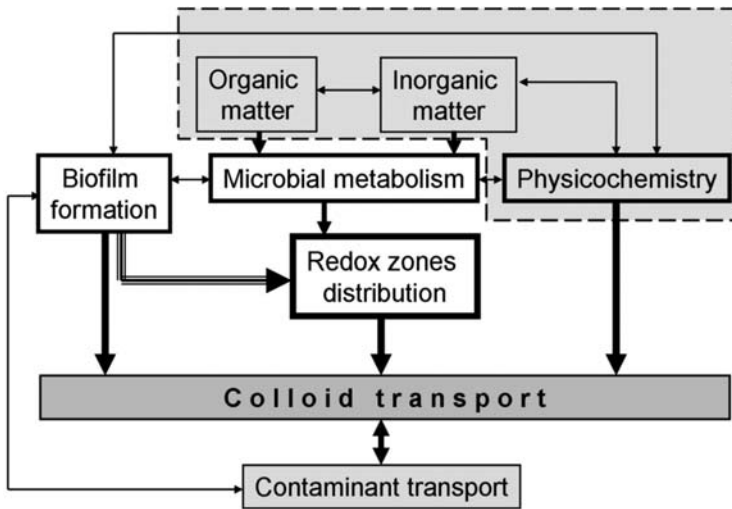 Organic
matter
Inorganic
matter
Biofilm
formation
Microbial metabolism
Physicochemistry
Redox zones
distribution
Colloid transport
Contaminant transport